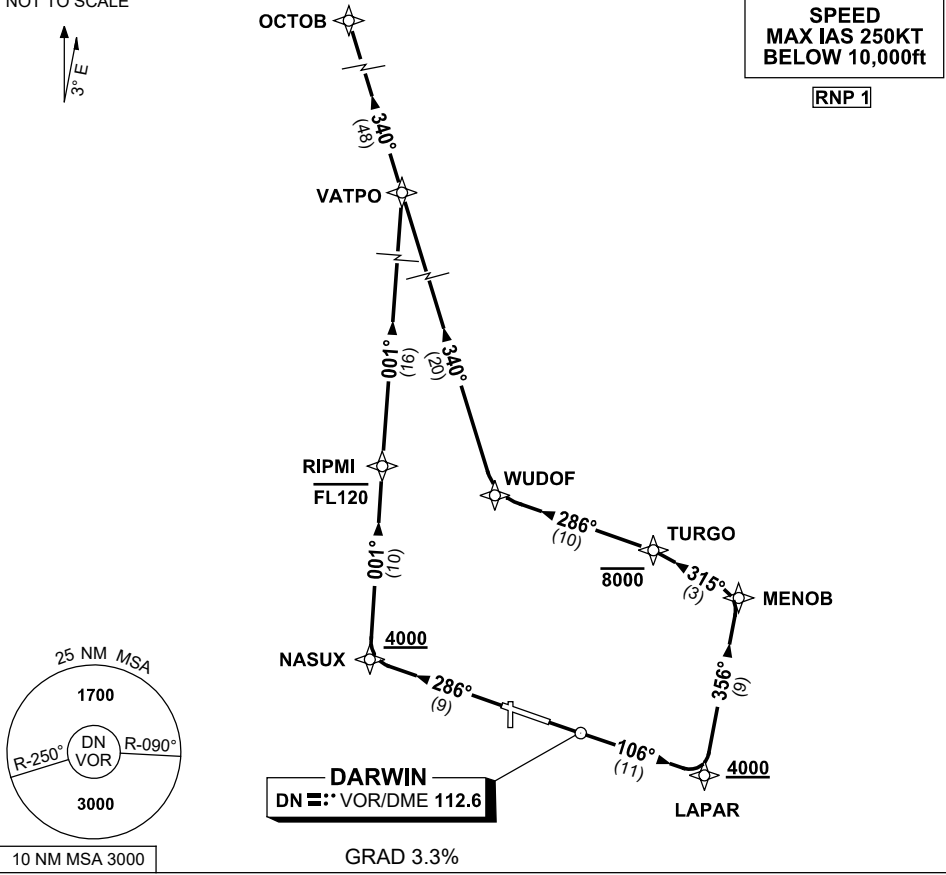 NOT TO SCALE
3° E
SPEED
MAX IAS 250KT
BELOW 10,000ft
RNP 1
OCTOB
340°
(48)
VATPO
001°
(16)
340°
(20)
RIPMI
FL120
WUDOF
286°
(10)
TURGO
8000
315°
(3)
MENOB
001°
(10)
356°
(9)
4000
NASUX
286°
(9)
106°
(11)
4000
LAPAR
DARWIN
DN VOR/DME 112.6
25 NM MSA
1700
R-250°
DN
VOR
R-090°
3000
10 NM MSA 3000
GRAD 3.3%